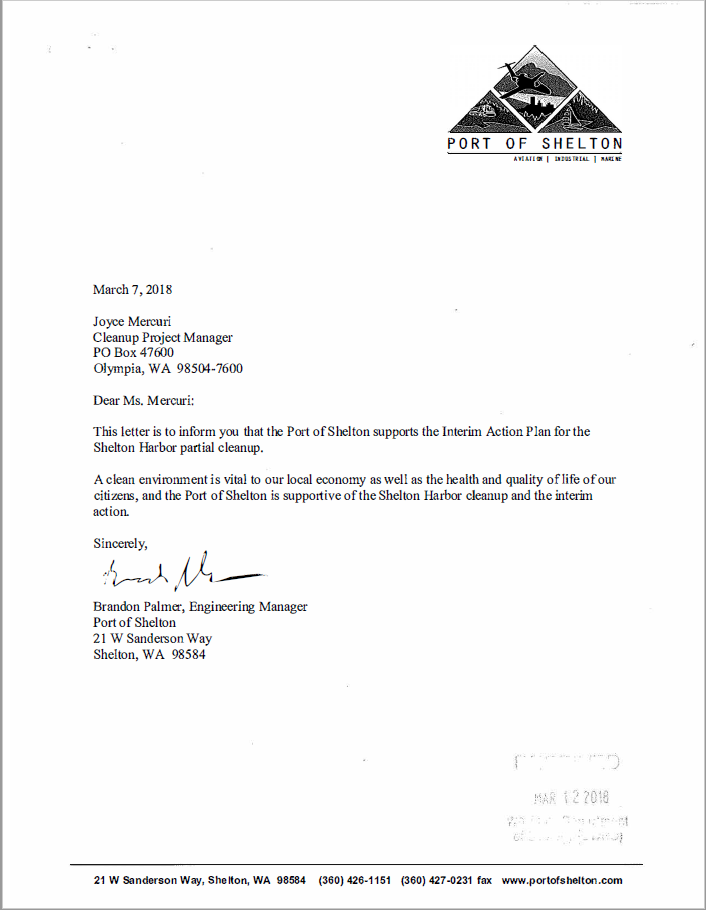 PORT OF SHELTON
AVIATION | INDUSTRIAL | MARINE
March 7, 2018
Joyce Mercuri
Cleanup Project Manager
PO Box 47600
Olympia, WA 98504-7600
Dear Ms. Mercuri:
This letter is to inform you that the Port of Shelton supports the Interim Action Plan for the
Shelton Harbor partial cleanup.
A clean environment is vital to our local economy as well as the health and quality of life of our
citizens, and the Port of Shelton is supportive of the Shelton Harbor cleanup and the interim
action.
Sincerely,
Brandon Palmer, Engineering Manager
Port of Shelton
21 W Sanderson Way
Shelton, WA 98584
MAR 12 2018
21 W Sanderson Way, Shelton, WA 98584 (360) 426-1151 (360) 427-0231 fax www.portofshelton.com